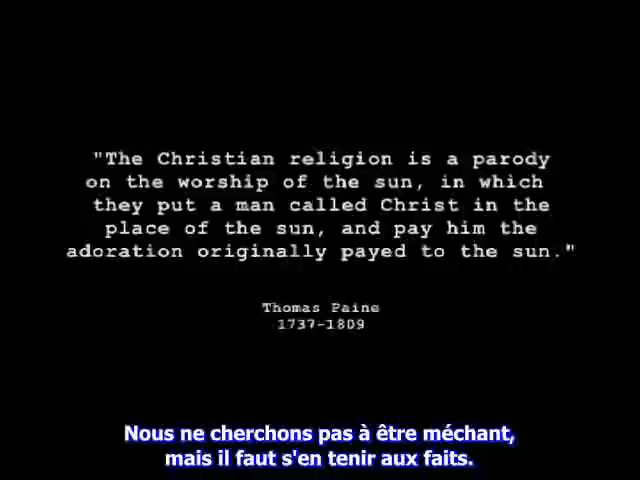 "The Christian religion is a parody
on the worship of the sun, in which
they put a man called Christ in the
place of the sun, and pay him the
adoration originally payed to the sun."
Thomas Paine
1737-1809
Nous ne cherchons pas à être méchant,
mais il faut s'en tenir aux faits.